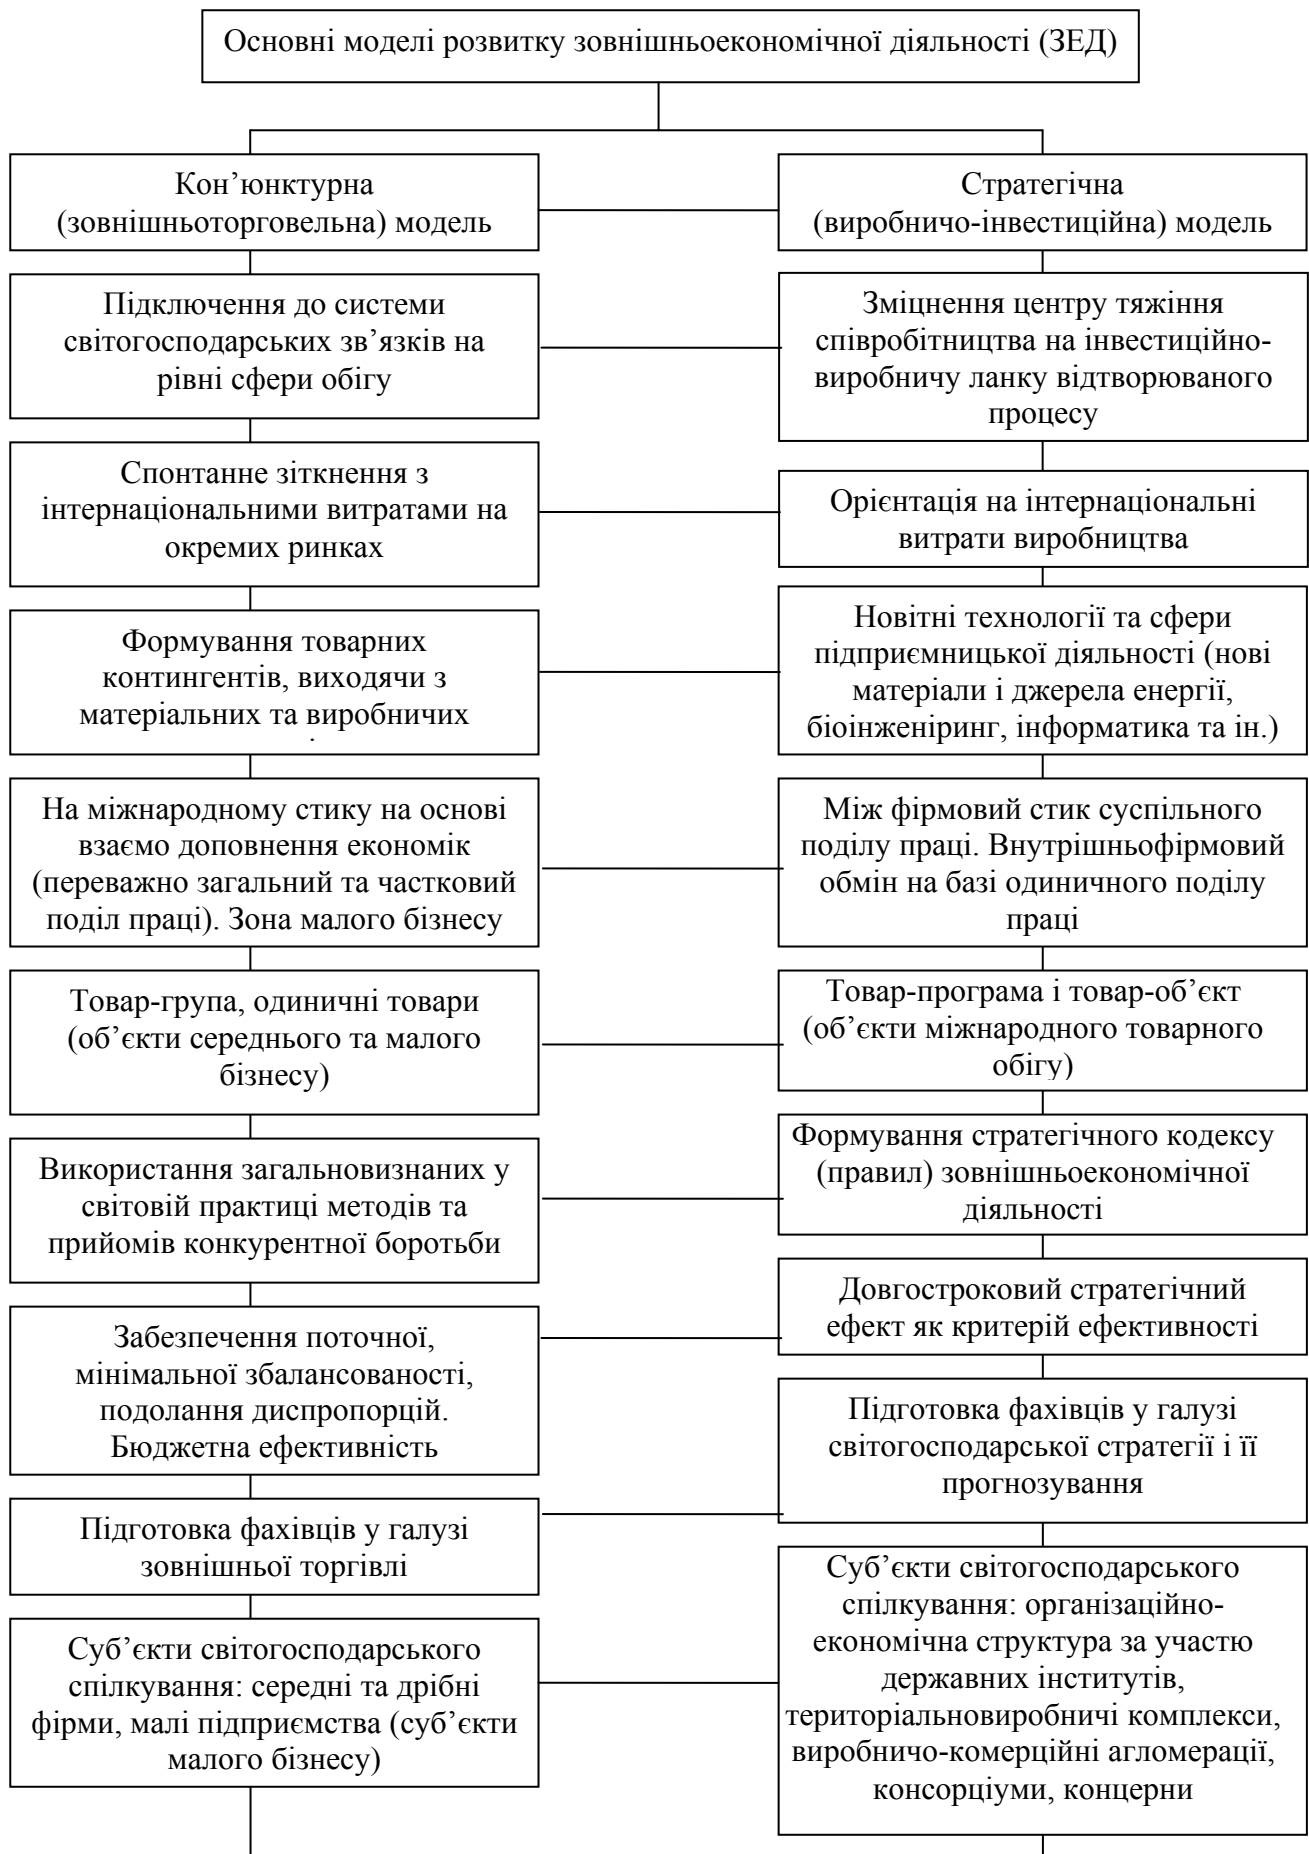 Основні моделі розвитку зовнішньоекономічної діяльності (ЗЕД)
Кон’юнктурна
(зовнішньоторговельна) модель
Стратегічна
(виробничо-інвестиційна) модель
Підключення до системи
світогосподарських зв’язків на
рівні сфери обігу
Зміцнення центру тяжіння
співробітництва на інвестиційно-
виробничу ланку відтворюваного
процесу
Спонтанне зіткнення з
інтернаціональними витратами на
окремих ринках
Орієнтація на інтернаціональні
витрати виробництва
Формування товарних
контингентів, виходячи з
матеріальних та виробничих
Новітні технології та сфери
підприємницької діяльності (нові
матеріали і джерела енергії,
біоінженіринг, інформатика та ін.)
На міжнародному стику на основі
взаємо доповнення економік
(переважно загальний та частковий
поділ праці). Зона малого бізнесу
Між фірмовий стик суспільного
поділу праці. Внутрішньофірмовий
обмін на базі одиничного поділу
праці
Товар-група, одиничні товари
(об’єкти середнього та малого
бізнесу)
Товар-програма і товар-об’єкт
(об’єкти міжнародного товарного
обігу)
Використання загальновизнаних у
світовій практиці методів та
прийомів конкурентної боротьби
Формування стратегічного кодексу
(правил) зовнішньоекономічної
діяльності
Забезпечення поточної,
мінімальної збалансованості,
подолання диспропорцій.
Бюджетна ефективність
Довгостроковий стратегічний
ефект як критерій ефективності
Підготовка фахівців у галузі
зовнішньої торгівлі
Підготовка фахівців у галузі
світогосподарської стратегії і її
прогнозування
Суб’єкти світогосподарського
спілкування: середні та дрібні
фірми, малі підприємства (суб’єкти
малого бізнесу)
Суб’єкти світогосподарського
спілкування: організаційно-
економічна структура за участю
державних інститутів,
територіальновиробничі комплекси,
виробничо-комерційні агломерації,
консорціуми, концерни